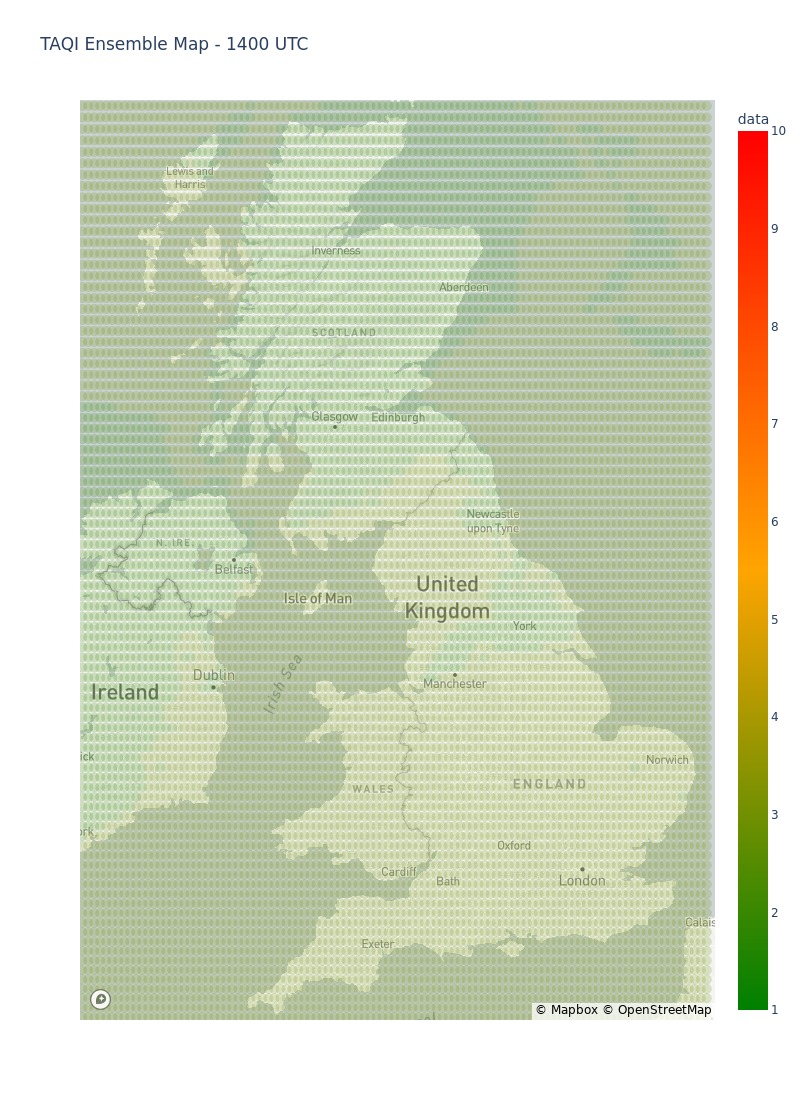 TAQI Ensemble Map - 1400 UTC
data
10
9
8
7
6
5
4
3
2
1
Lewis and
Harris
Inverness
Aberdeen
SCOTLAND
Glasgow
Edinburgh
Newcastle
upon Tyne
N. IRE.
Belfast
Isle of Man
United
Kingdom
York
Irish Sea
Dublin
Manchester
Ireland
ick
Norwich
WALES
ENGLAND
ork
Oxford
Cardiff
Bath
London
Calais
Exeter
© Mapbox © OpenStreetMap